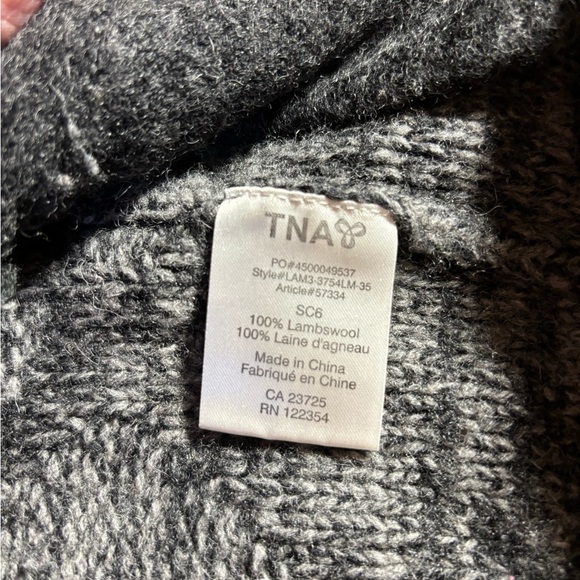 TNA
PO#4500049537
Style#LAM3-3754LM-35
Article#57334
SC6
100% Lambswool
100% Laine d'agneau
Made in China
Fabriqué en Chine
CA 23725
RN 122354